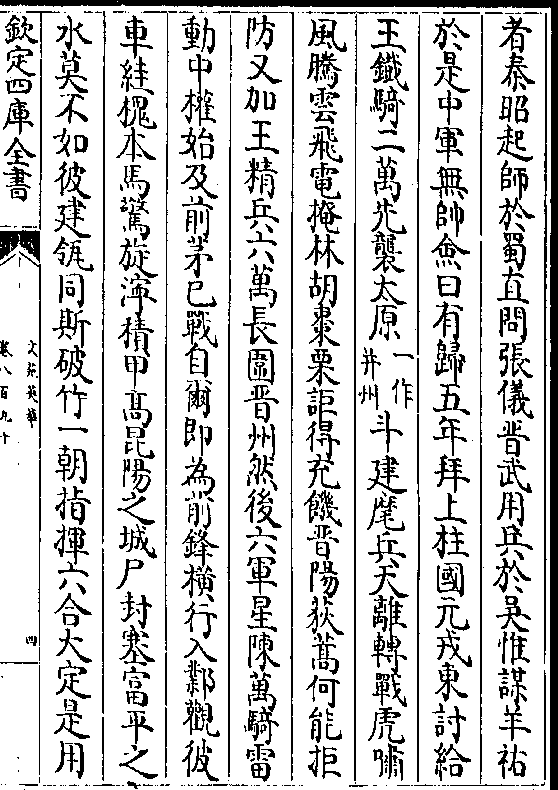 者秦昭起師於蜀直問張儀晉武用兵於吳惟謀羊祜
於是中軍無帥僉曰有歸五年拜上柱國元戎東討給
王鐵騎二萬先襲太原一作并州斗建麾兵天離轉戰虎嘯
風騰雲飛電掩林胡棗栗詎得充饑晉陽荻蒿何能拒
防又加王精兵六萬長圍晉州然後六軍星陳萬騎雷
動中權始及前茅已戰自爾即為前鋒橫行入鄴觀彼
車絓槐本馬驚旋濘積甲髙昆陽之城尸封塞富平之
水莫不如彼建瓴同斯破竹一朝指揮六合大定是用
欽定四庫全書
文苑英華
卷八百九十
四